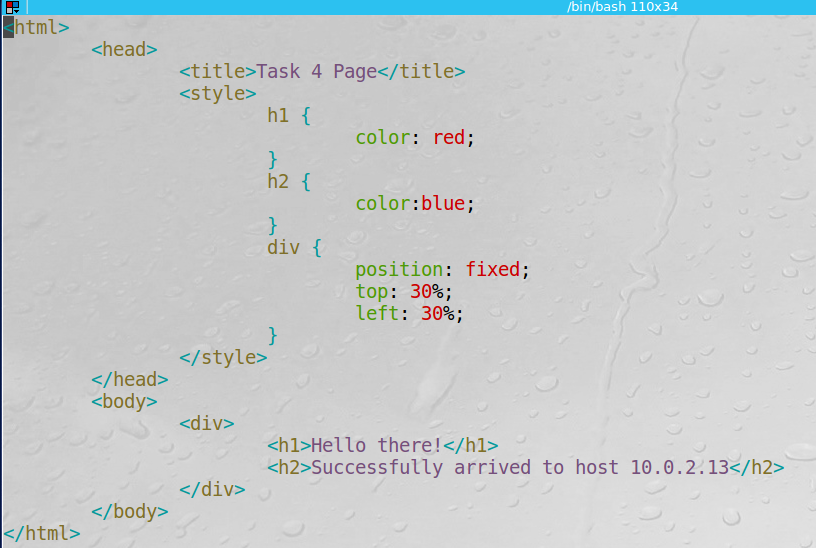 /bin/bash 110x34
<html>
<head>
<title>Task 4 Page</title>
<style>
h1 {
color: red;
}
h2 {
color:blue;
}
div {
position: fixed;
top: 30%;
left: 30%;
}
</style>
</head>
<body>
<div>
<h1>Hello there!</h1>
<h2>Successfully arrived to host 10.0.2.13</h2>
</div>
</body>
</html>